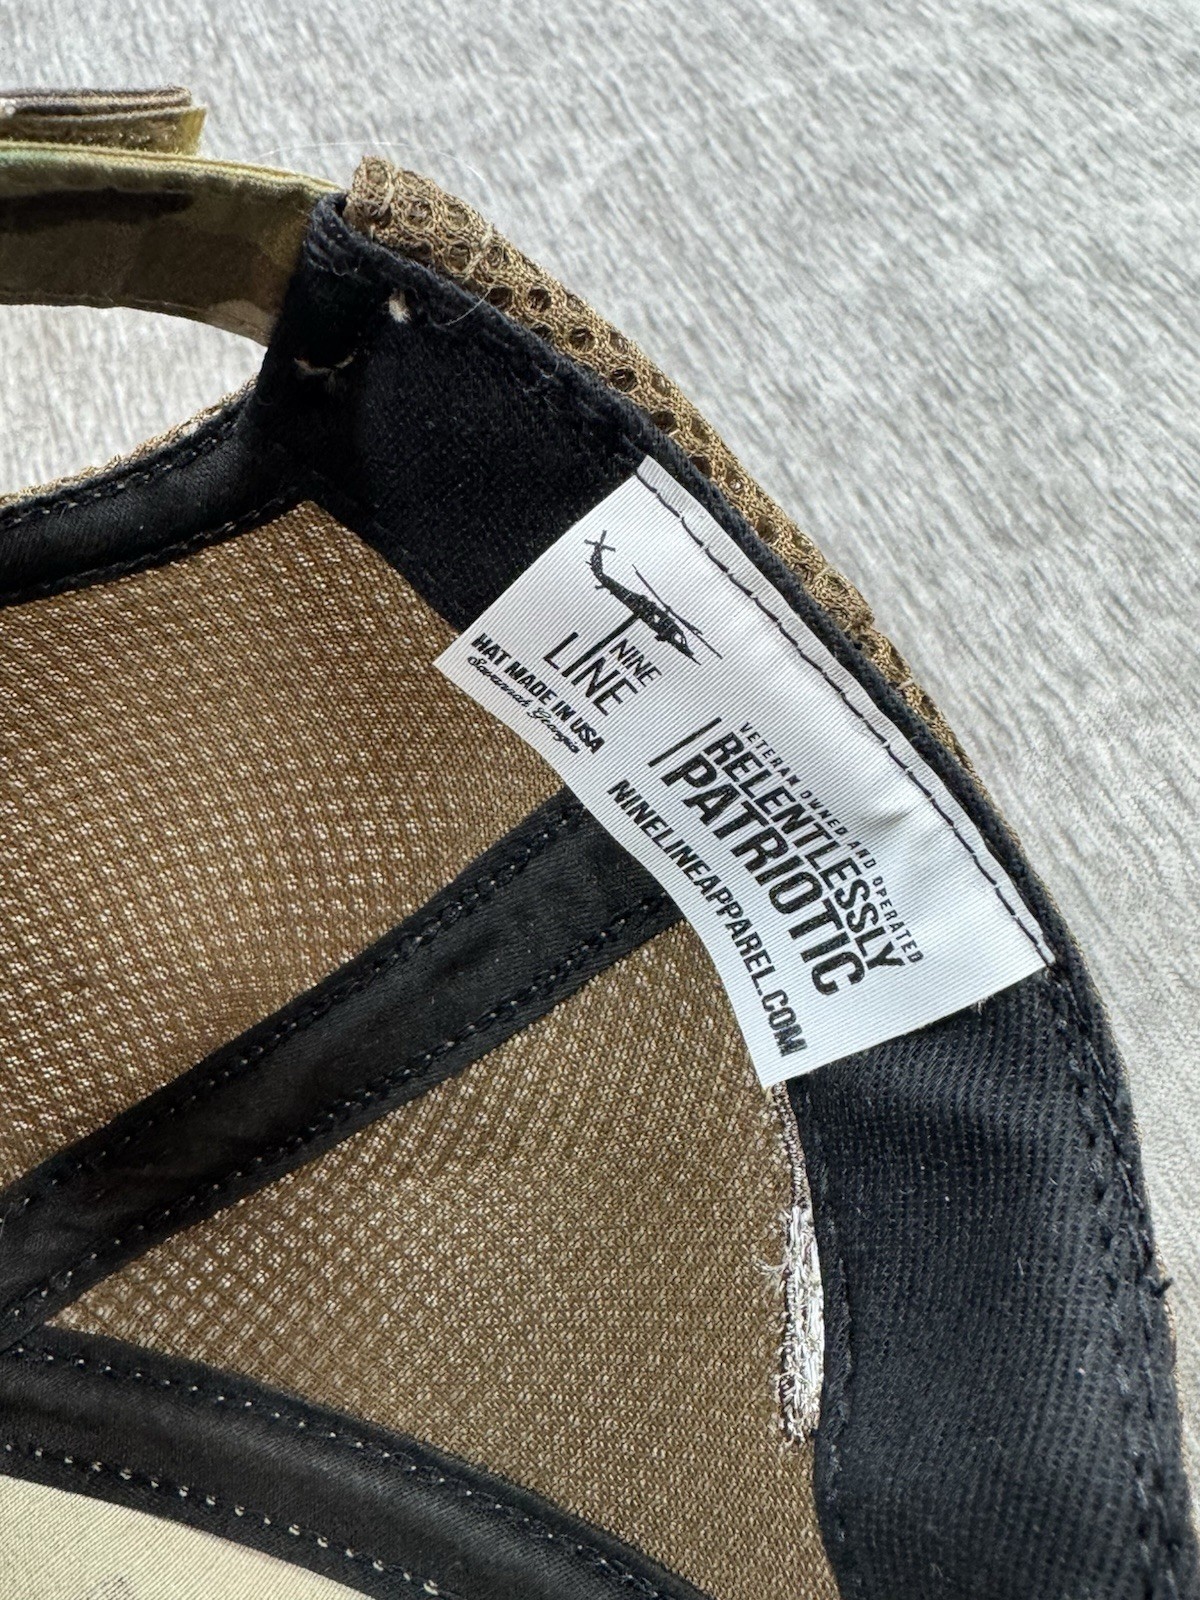 NINE
LINE
HAT MADE IN USA
Savannah Georgia
VETERAN OWNED AND OPERATED
RELENTLESSLY
PATRIOTIC
NINELINEAPPAREL.COM